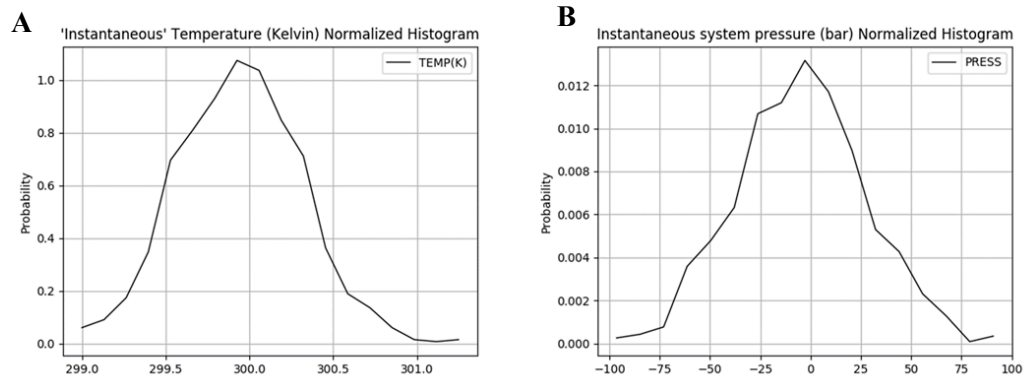 A
'Instantaneous' Temperature (Kelvin) Normalized Histogram
TEMP(K)
Probability
1.0
0.8
0.6
0.4
0.2
0.0
299.0 299.5 300.0 300.5 301.0
B
Instantaneous system pressure (bar) Normalized Histogram
PRESS
Probability
0.012
0.010
0.008
0.006
0.004
0.002
0.000
−100 −75 −50 −25 0 25 50 75 100